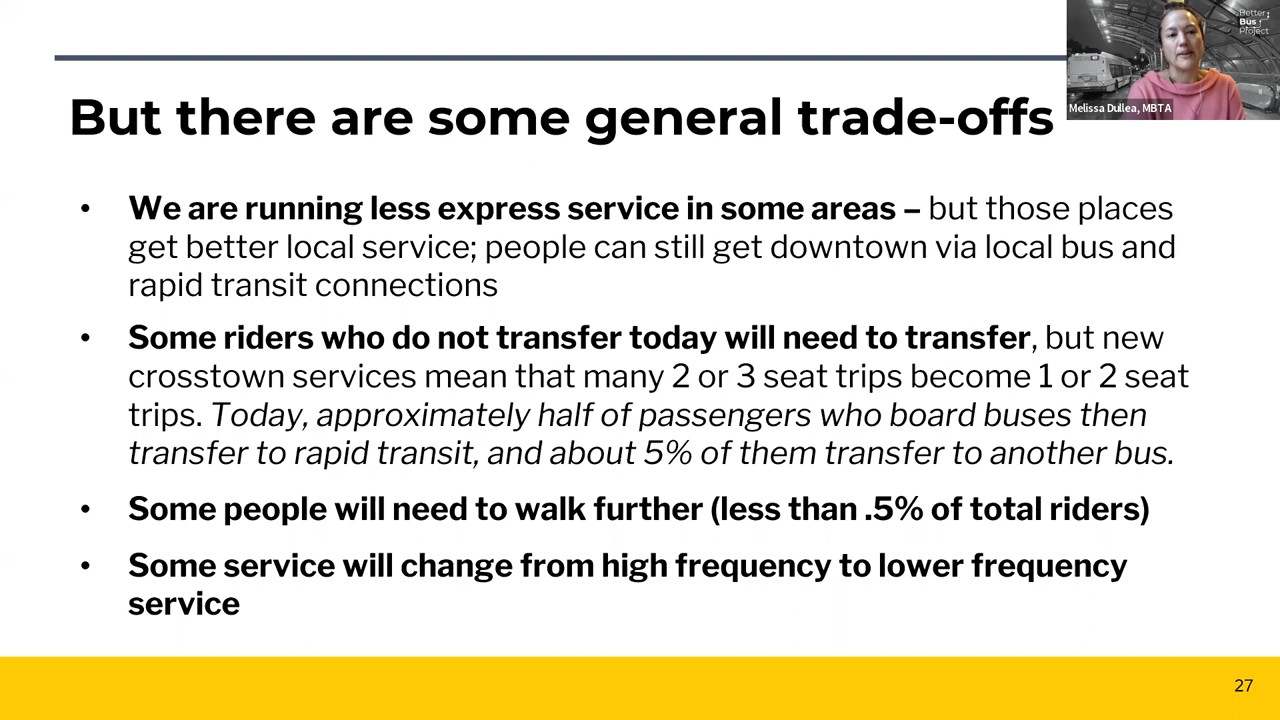 Better
Bus
Project
Melissa Dullea, MBTA
But there are some general trade-offs
• We are running less express service in some areas – but those places
get better local service; people can still get downtown via local bus and
rapid transit connections
• Some riders who do not transfer today will need to transfer, but new
crosstown services mean that many 2 or 3 seat trips become 1 or 2 seat
trips. Today, approximately half of passengers who board buses then
transfer to rapid transit, and about 5% of them transfer to another bus.
• Some people will need to walk further (less than .5% of total riders)
• Some service will change from high frequency to lower frequency
service
27